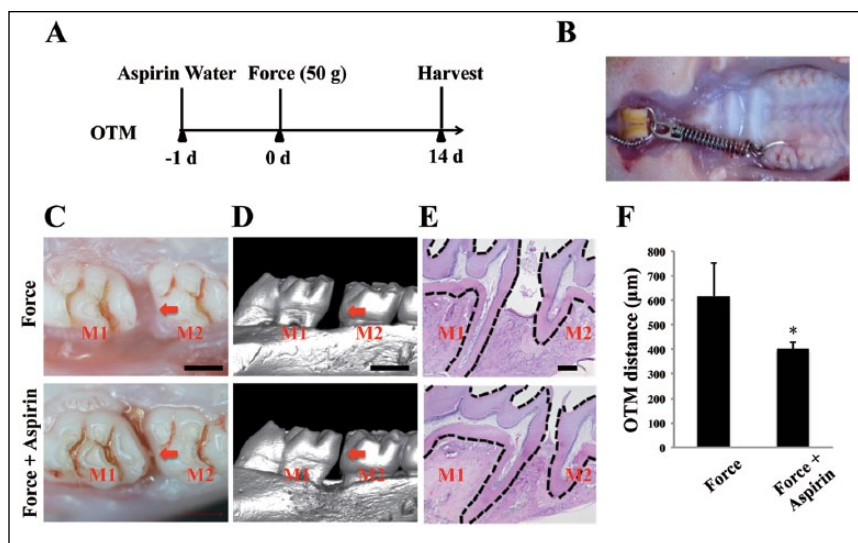 A
Aspirin Water
Force (50 g)
Harvest
OTM
-1 d
0 d
14 d
B
C
D
E
F
Force
M1
M2
M1
M2
M1
M2
Force + Aspirin
M1
M2
M1
M2
M1
M2
OTM distance (μm)
800
700
600
500
400
300
200
100
0
*
Force
Force +
Aspirin